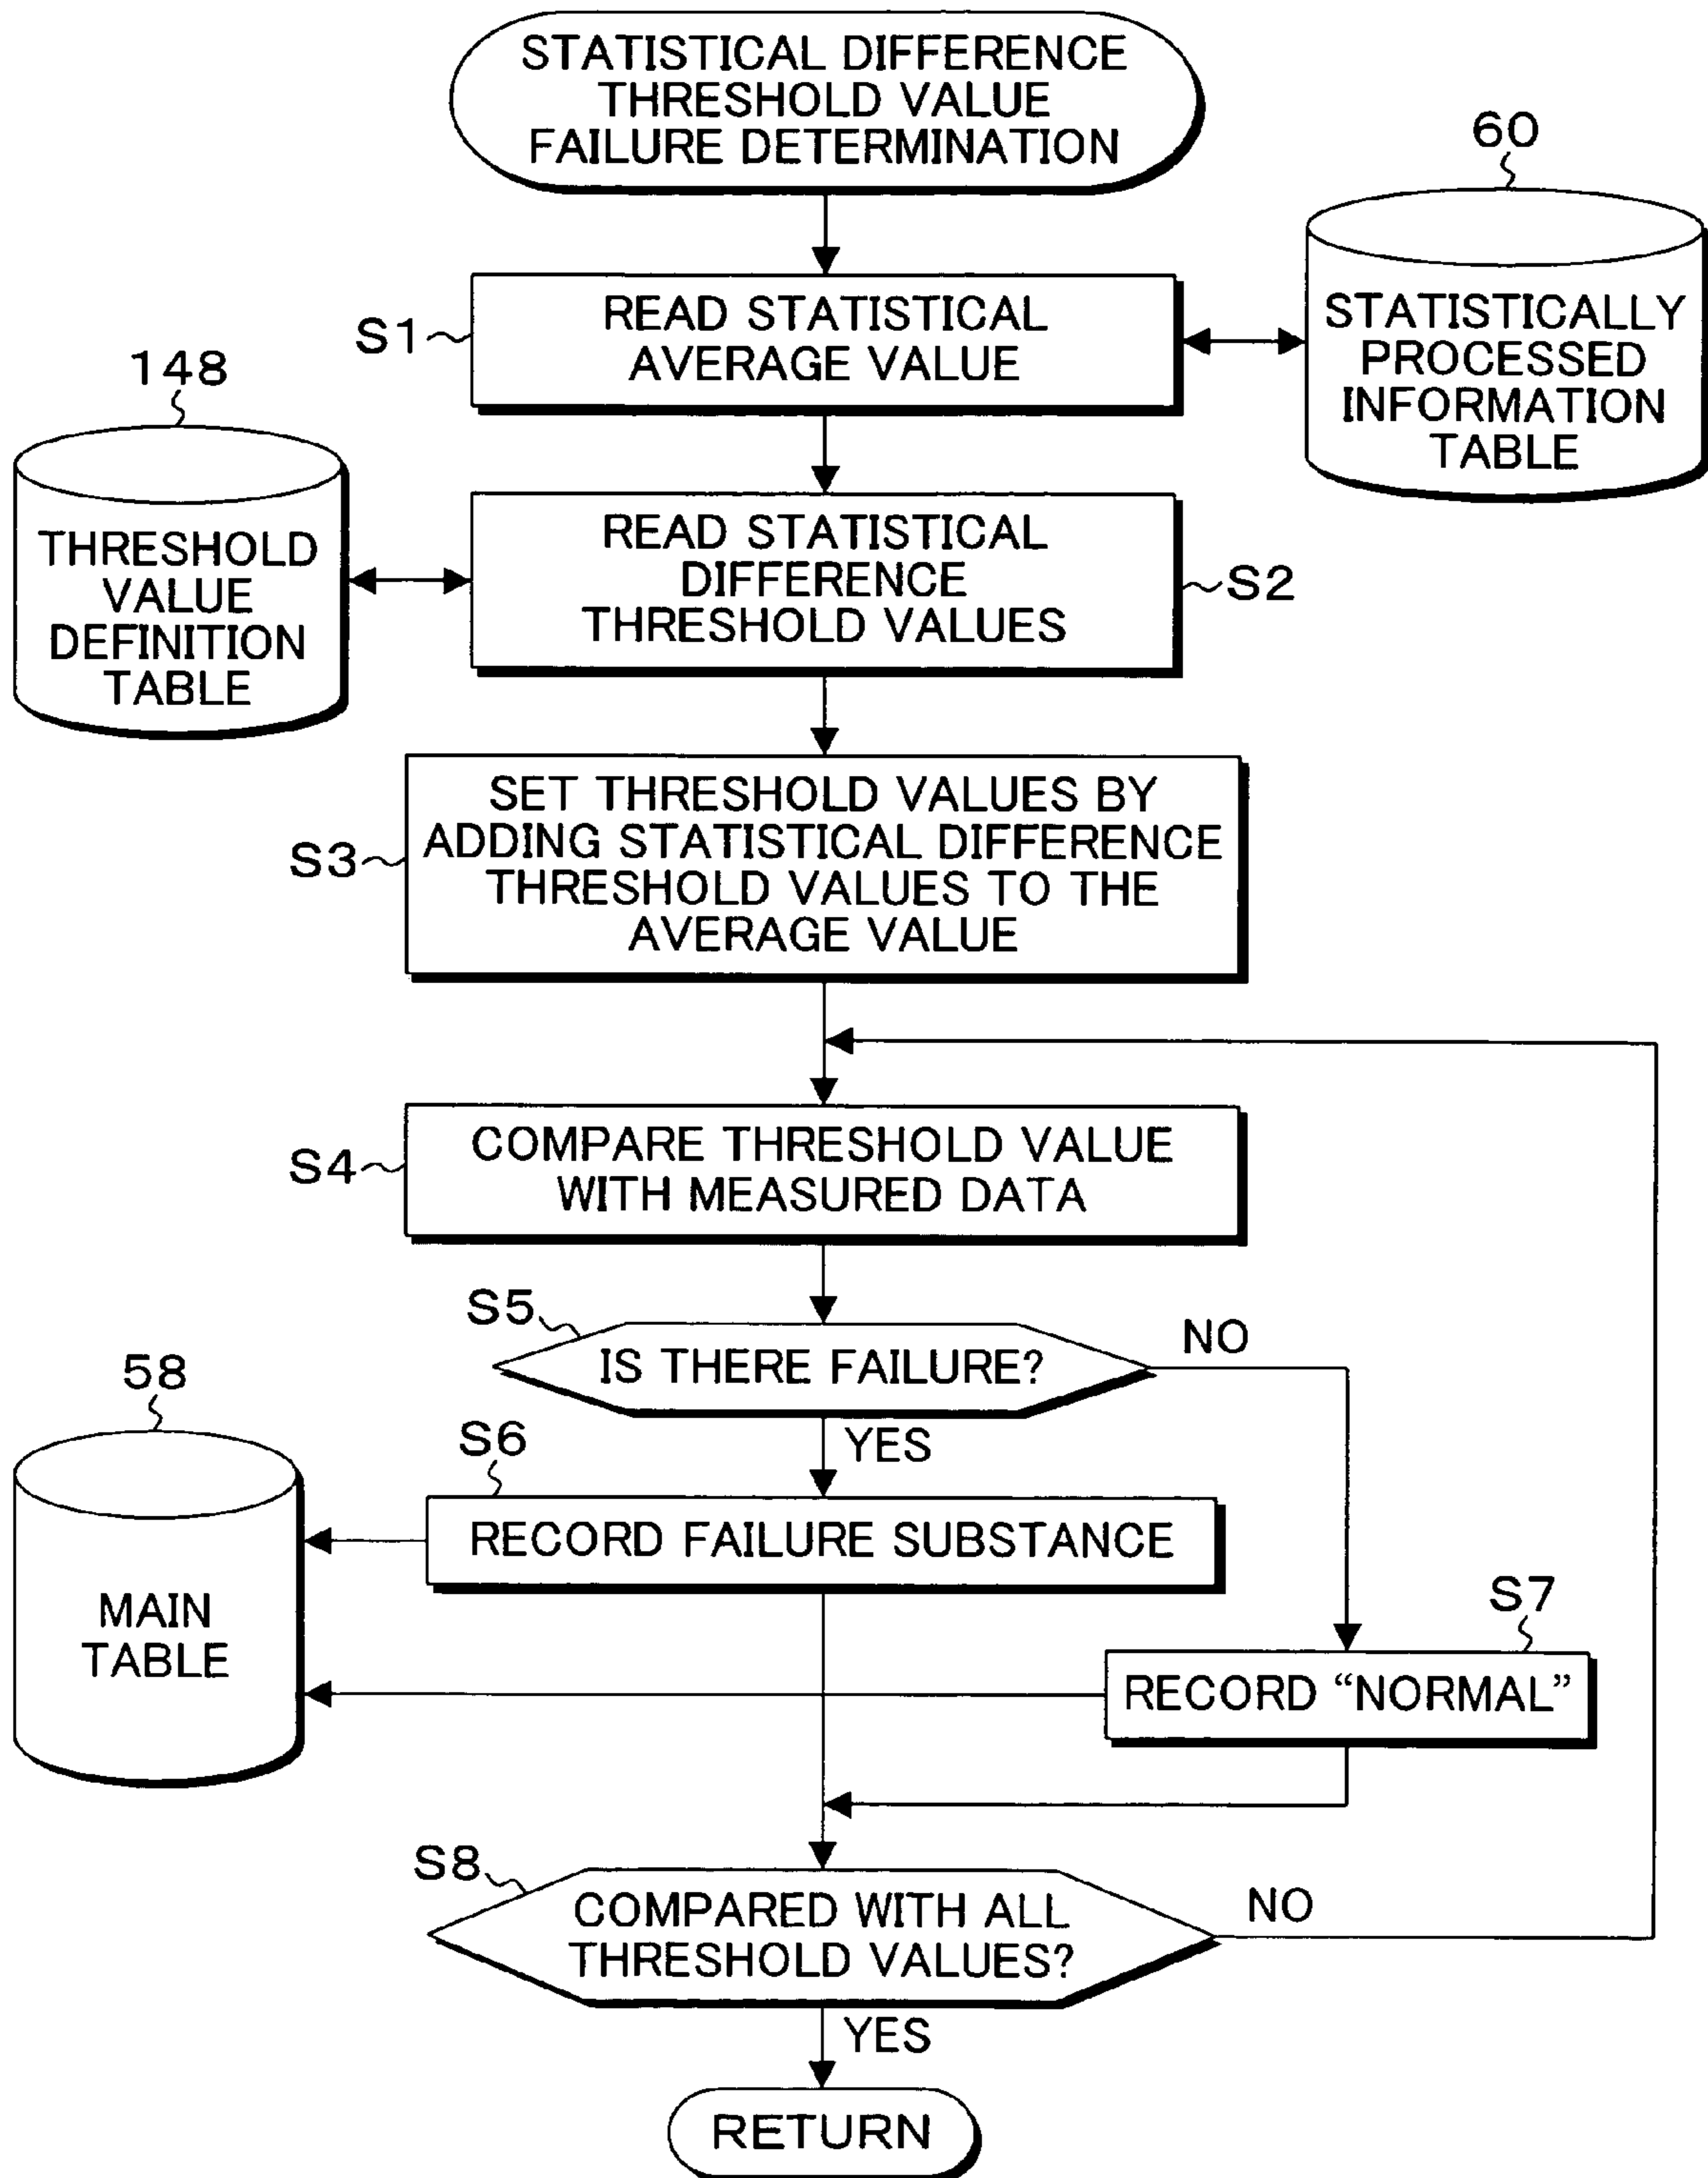 STATISTICAL DIFFERENCE
THRESHOLD VALUE
FAILURE DETERMINATION
60
S1
READ STATISTICAL
AVERAGE VALUE
STATISTICALLY
PROCESSED
INFORMATION
TABLE
148
THRESHOLD
VALUE
DEFINITION
TABLE
READ STATISTICAL
DIFFERENCE
THRESHOLD VALUES
S2
S3
SET THRESHOLD VALUES BY
ADDING STATISTICAL DIFFERENCE
THRESHOLD VALUES TO THE
AVERAGE VALUE
S4
COMPARE THRESHOLD VALUE
WITH MEASURED DATA
S5
IS THERE FAILURE?
NO
YES
58
MAIN
TABLE
S6
RECORD FAILURE SUBSTANCE
S7
RECORD “NORMAL”
S8
COMPARED WITH ALL
THRESHOLD VALUES?
NO
YES
RETURN